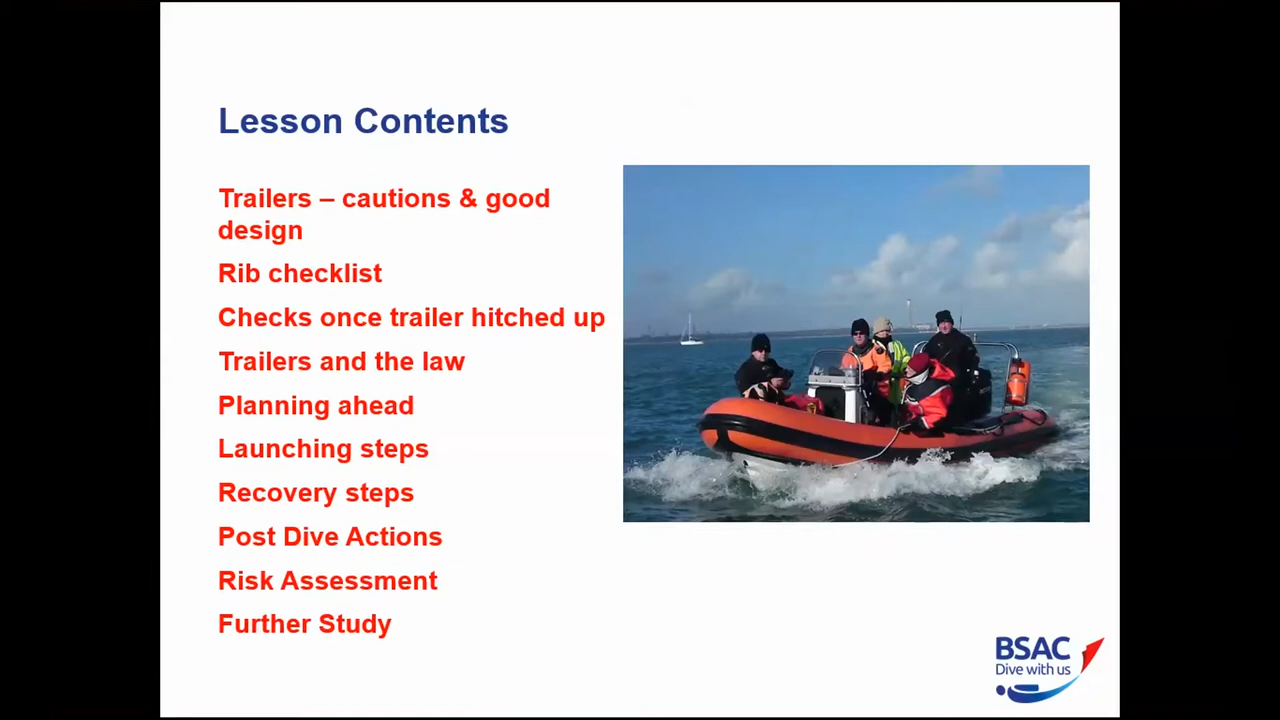 Lesson Contents
Trailers – cautions & good
design
Rib checklist
Checks once trailer hitched up
Trailers and the law
Planning ahead
Launching steps
Recovery steps
Post Dive Actions
Risk Assessment
Further Study
BSAC
Dive with us